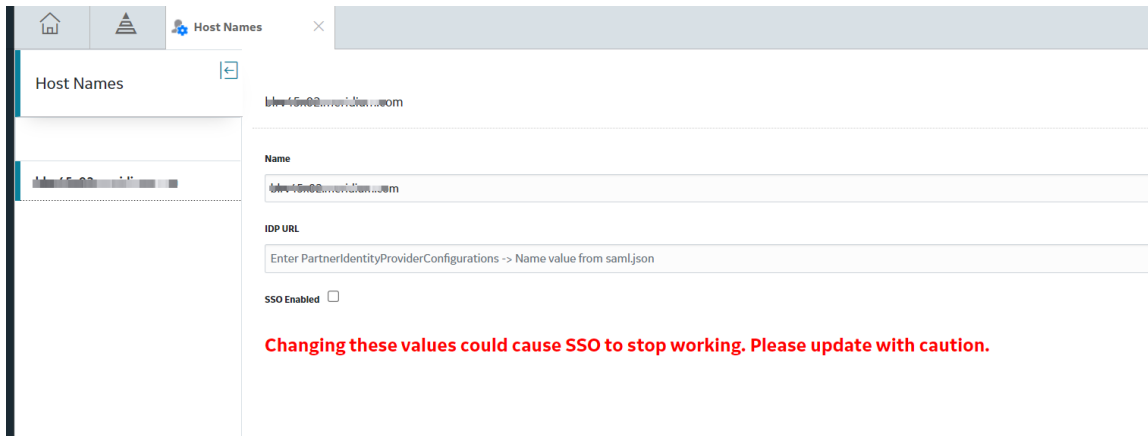 Host Names
Host Names
Name
IDP URL
Enter PartnerIdentityProviderConfigurations -> Name value from saml.json
SSO Enabled
Changing these values could cause SSO to stop working. Please update with caution.